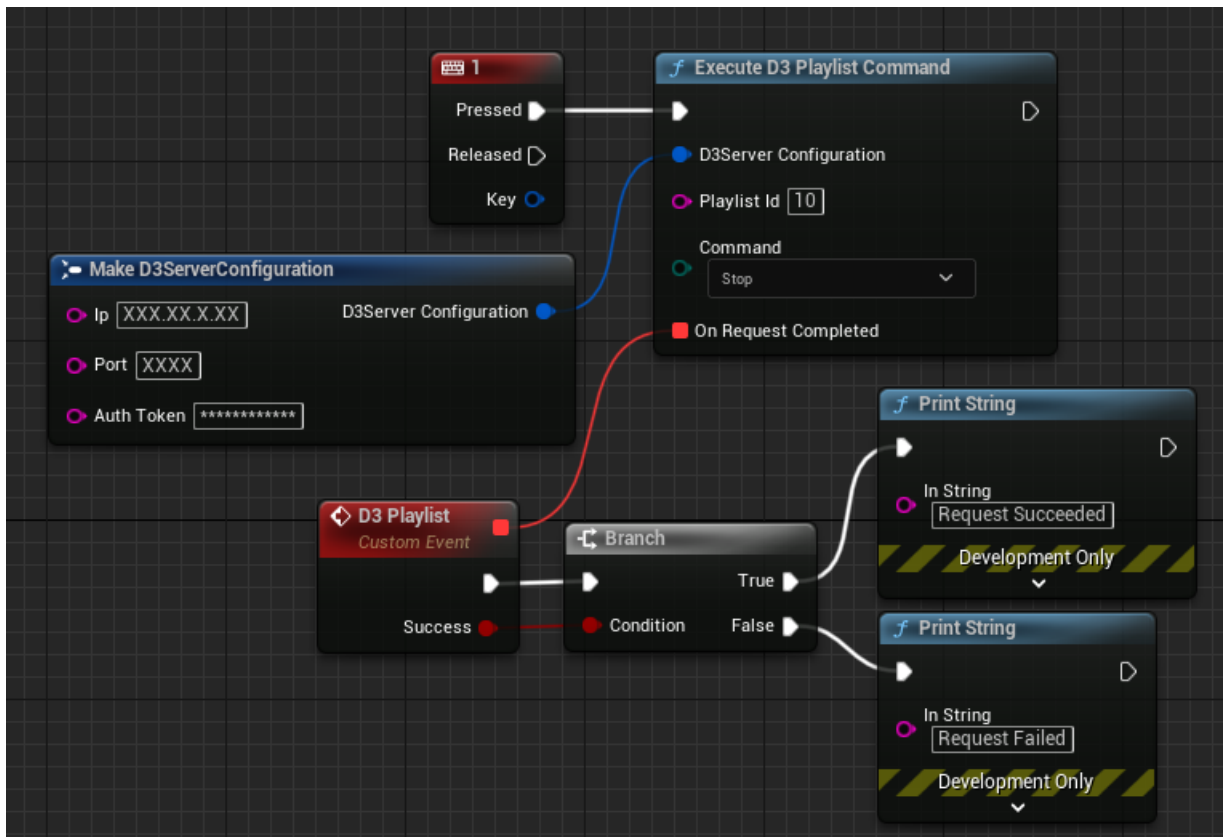 1
Pressed
Released
Key
Execute D3 Playlist Command
D3Server Configuration
Playlist Id 10
Command
Stop
On Request Completed
Make D3ServerConfiguration
Ip XXX.XX.X.XX D3Server Configuration
Port XXXX
Auth Token ************
D3 Playlist
Custom Event
Success
Branch
True
Condition False
Print String
In String
Request Succeeded
Development Only
Print String
In String
Request Failed
Development Only